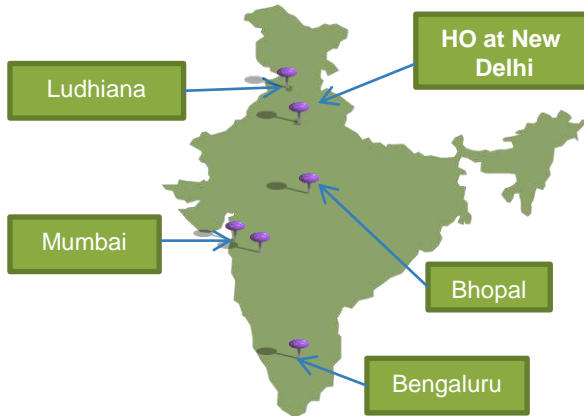 HO at New
Delhi
Ludhiana
Mumbai
Bhopal
Bengaluru